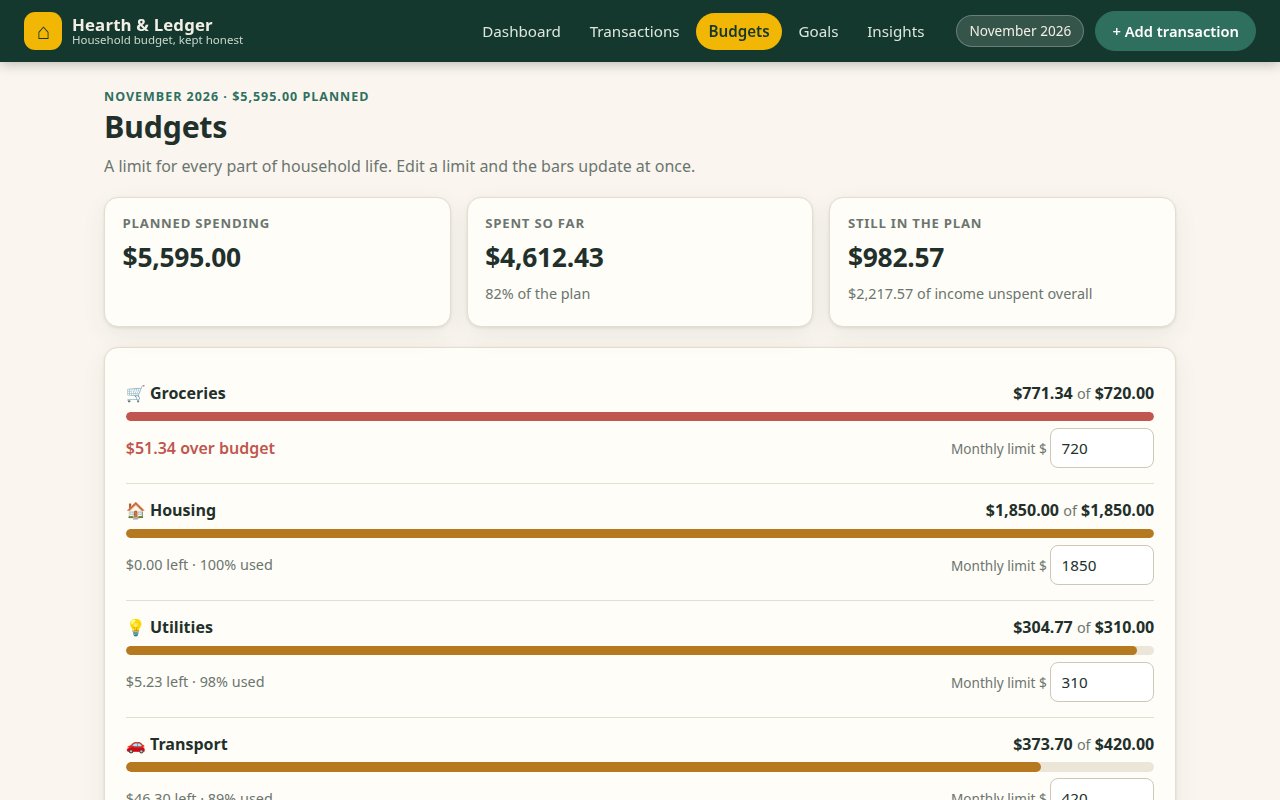 Hearth & Ledger
Household budget, kept honest
Dashboard
Transactions
Budgets
Goals
Insights
November 2026
+ Add transaction
NOVEMBER 2026 · $5,595.00 PLANNED
Budgets
A limit for every part of household life. Edit a limit and the bars update at once.
PLANNED SPENDING
$5,595.00
SPENT SO FAR
$4,612.43
82% of the plan
STILL IN THE PLAN
$982.57
$2,217.57 of income unspent overall
Groceries
$771.34 of $720.00
$51.34 over budget
Monthly limit $ 720
Housing
$1,850.00 of $1,850.00
$0.00 left · 100% used
Monthly limit $ 1850
Utilities
$304.77 of $310.00
$5.23 left · 98% used
Monthly limit $ 310
Transport
$373.70 of $420.00
$46.30 left · 89% used
Monthly limit $ 420